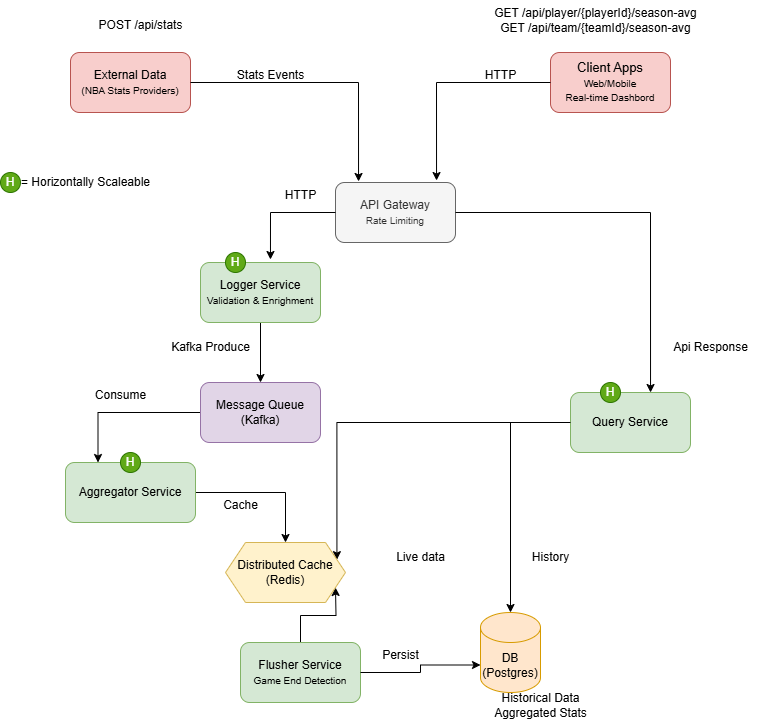 POST /api/stats
GET /api/player/{playerId}/season-avg
GET /api/team/{teamId}/season-avg
External Data
(NBA Stats Providers)
Stats Events
HTTP
Client Apps
Web/Mobile
Real-time Dashbord
H = Horizontally Scaleable
HTTP
API Gateway
Rate Limiting
H
Logger Service
Validation & Enrighment
Kafka Produce
Api Response
Consume
Message Queue
(Kafka)
H
Query Service
H
Aggregator Service
Cache
Distributed Cache
(Redis)
Live data
History
Flusher Service
Game End Detection
Persist
DB
(Postgres)
Historical Data
Aggregated Stats